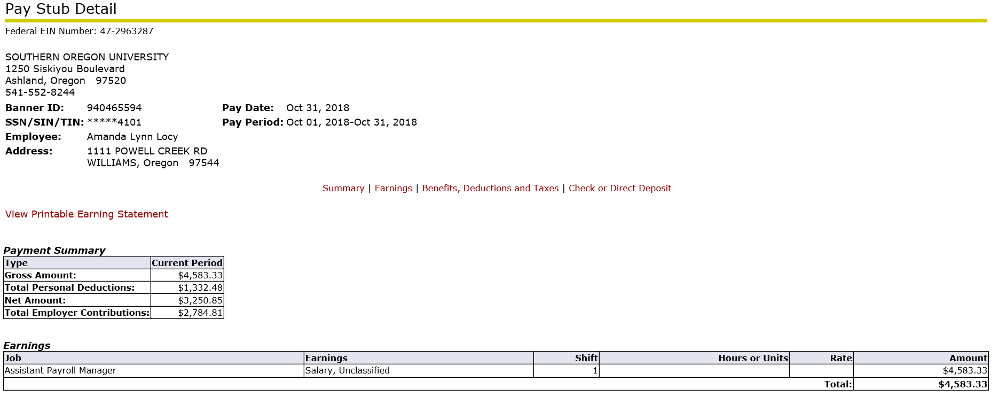 Pay Stub Detail
Federal EIN Number: 47-2963287
SOUTHERN OREGON UNIVERSITY
1250 Siskiyou Boulevard
Ashland, Oregon 97520
541-552-8244
Banner ID: 940465594 Pay Date: Oct 31, 2018
SSN/SIN/TIN: *****4101 Pay Period: Oct 01, 2018-Oct 31, 2018
Employee: Amanda Lynn Locy
Address: 1111 POWELL CREEK RD
WILLIAMS, Oregon 97544
Summary | Earnings | Benefits, Deductions and Taxes | Check or Direct Deposit
View Printable Earning Statement
Payment Summary
Type Current Period
Gross Amount: $4,583.33
Total Personal Deductions: $1,332.48
Net Amount: $3,250.85
Total Employer Contributions: $2,784.81
Earnings
Job Earnings Shift Hours or Units Rate Amount
Assistant Payroll Manager Salary, Unclassified 1 $4,583.33
Total: $4,583.33